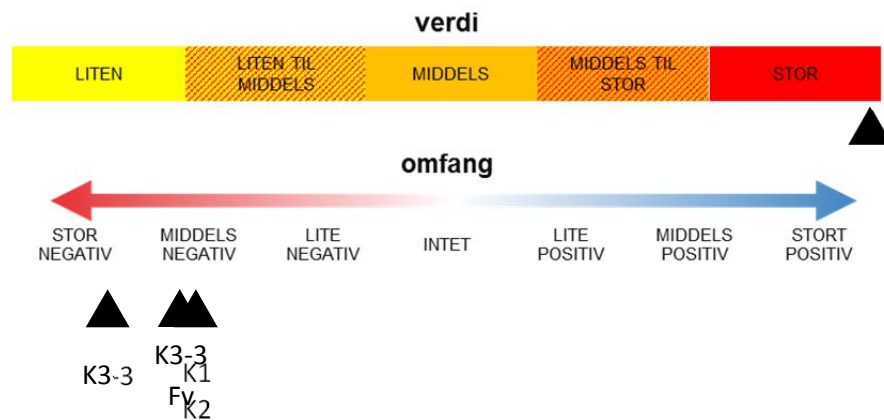 verdi
LITEN
LITEN TIL
MIDDELS
MIDDELS
MIDDELS TIL
STOR
STOR
omfang
STOR
NEGATIV
MIDDELS
NEGATIV
LITE
NEGATIV
INTET
LITE
POSITIV
MIDDELS
POSITIV
STORT
POSITIV
K3-3
K3-3
K1
Fv
K2